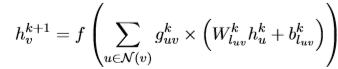 h_v^{k+1} = f \left( \sum_{u \in \mathcal{N}(v)} g_{uv}^k \times \left( W_{l_{uv}}^k h_u^k + b_{l_{uv}}^k \right) \right)